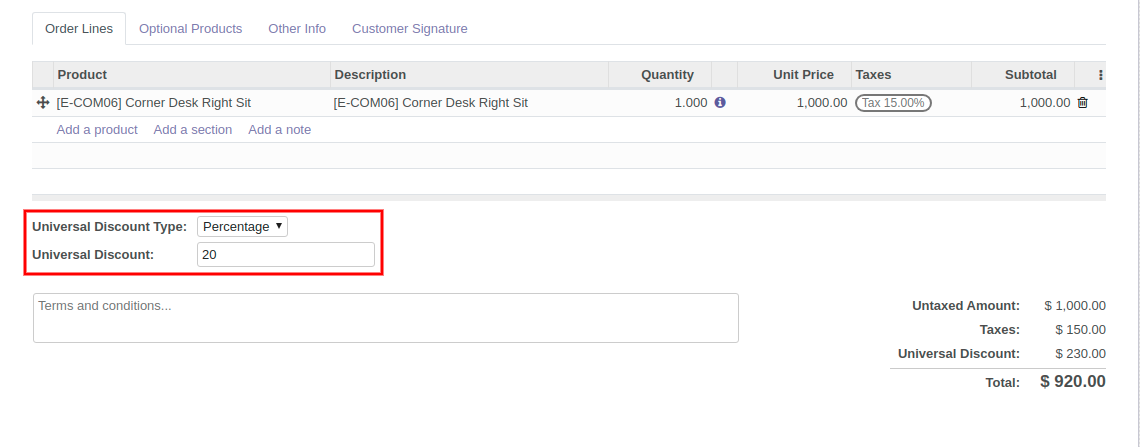 Order Lines Optional Products Other Info Customer Signature
Product Description Quantity Unit Price Taxes Subtotal
[E-COM06] Corner Desk Right Sit [E-COM06] Corner Desk Right Sit 1.000 1,000.00 Tax 15.00% 1,000.00
Add a product Add a section Add a note
Universal Discount Type: Percentage
Universal Discount: 20
Terms and conditions...
Untaxed Amount: $ 1,000.00
Taxes: $ 150.00
Universal Discount: $ 230.00
Total: $ 920.00